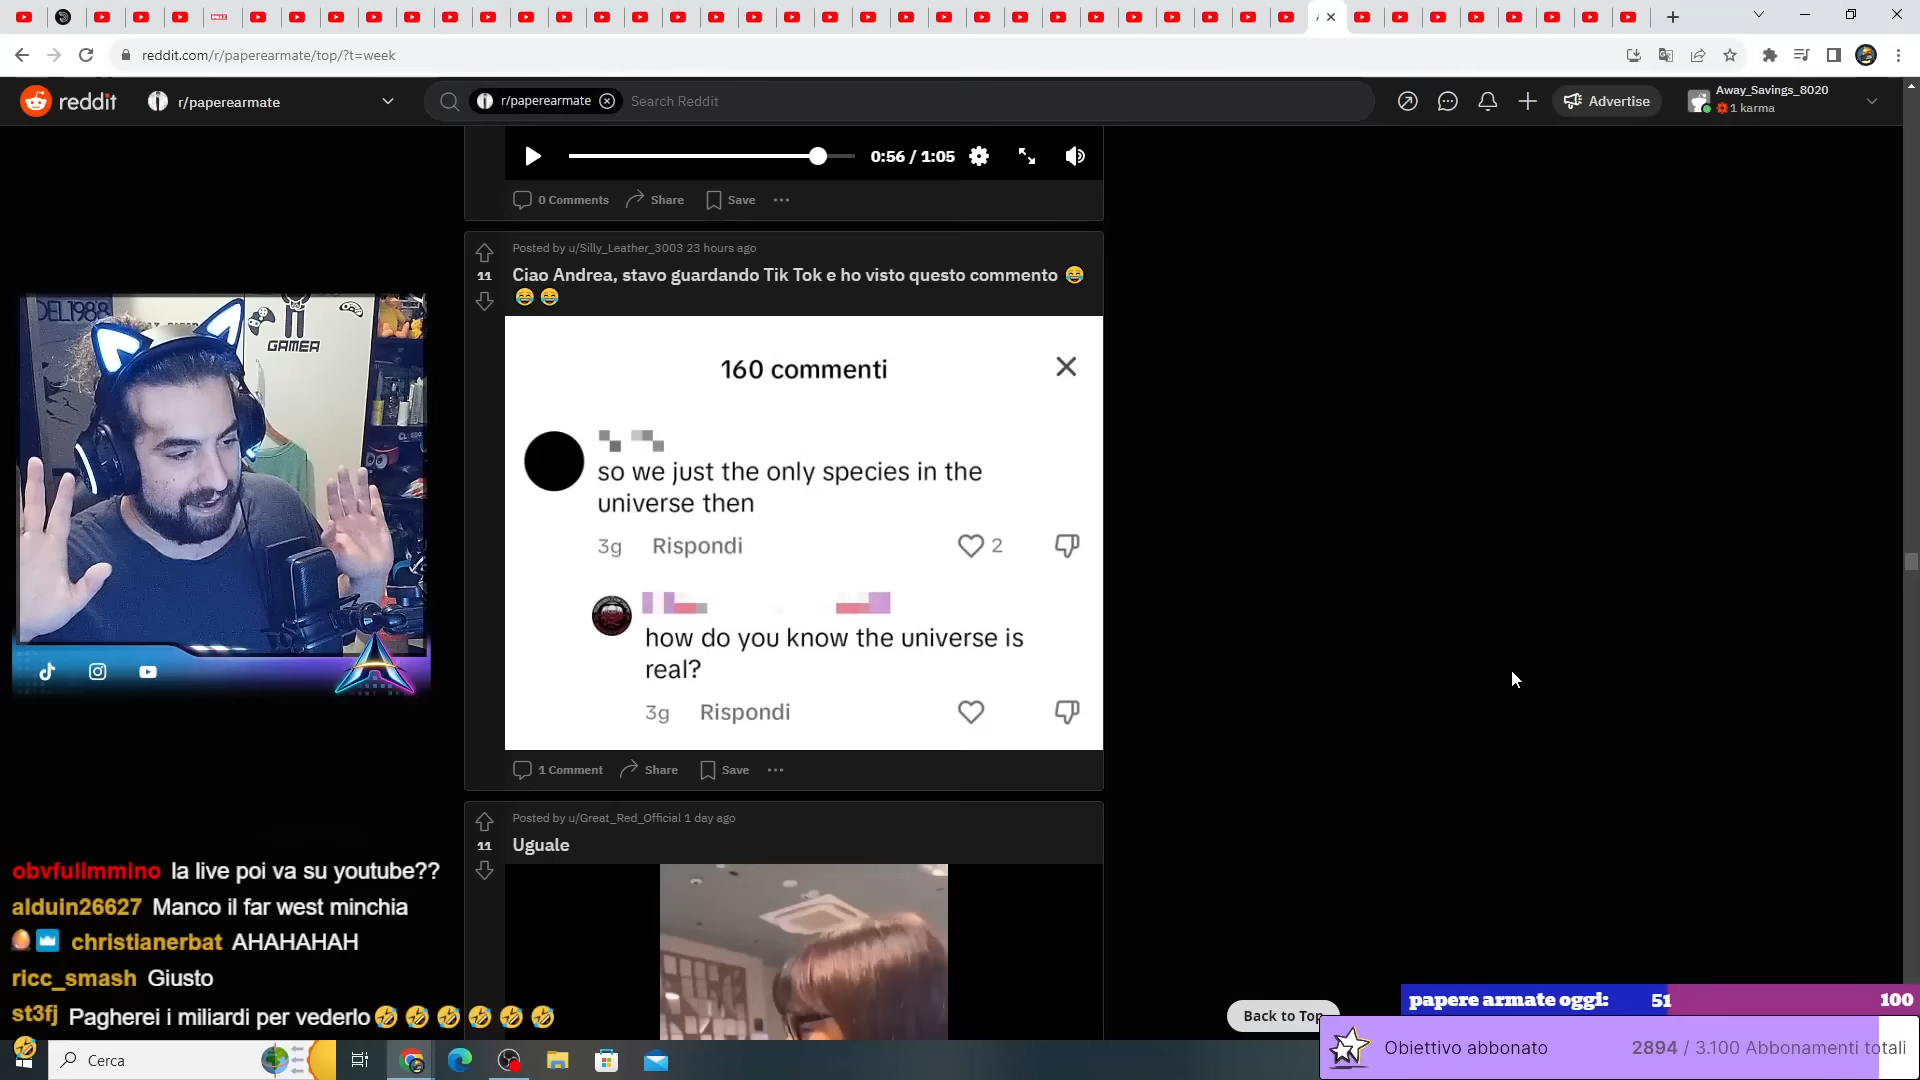 reddit.com/r/paperearmate/top/?t=week
reddit
r/paperearmate
r/paperearmate
Search Reddit
Advertise
Away_Savings_8020
1 karma
0:56 / 1:05
0 Comments
Share
Save
Posted by u/Silly_Leather_3003 23 hours ago
11
Ciao Andrea, stavo guardando Tik Tok e ho visto questo commento 😂
😂 😂
160 commenti
so we just the only species in the
universe then
3g
Rispondi
2
how do you know the universe is
real?
3g
Rispondi
1 Comment
Share
Save
Posted by u/Great_Red_Official 1 day ago
11
Uguale
DEL1988
GAMER
obvfullmmino la live poi va su youtube??
alduin26627 Manco il far west minchia
christianerbat AHAHAHAH
ricc_smash Giusto
st3fj Pagherei i miliardi per vederlo🤣🤣🤣🤣🤣🤣
🤣
Back to Top
papere armate oggi: 51 100
Obiettivo abbonato 2894 / 3.100 Abbonamenti totali
Cerca